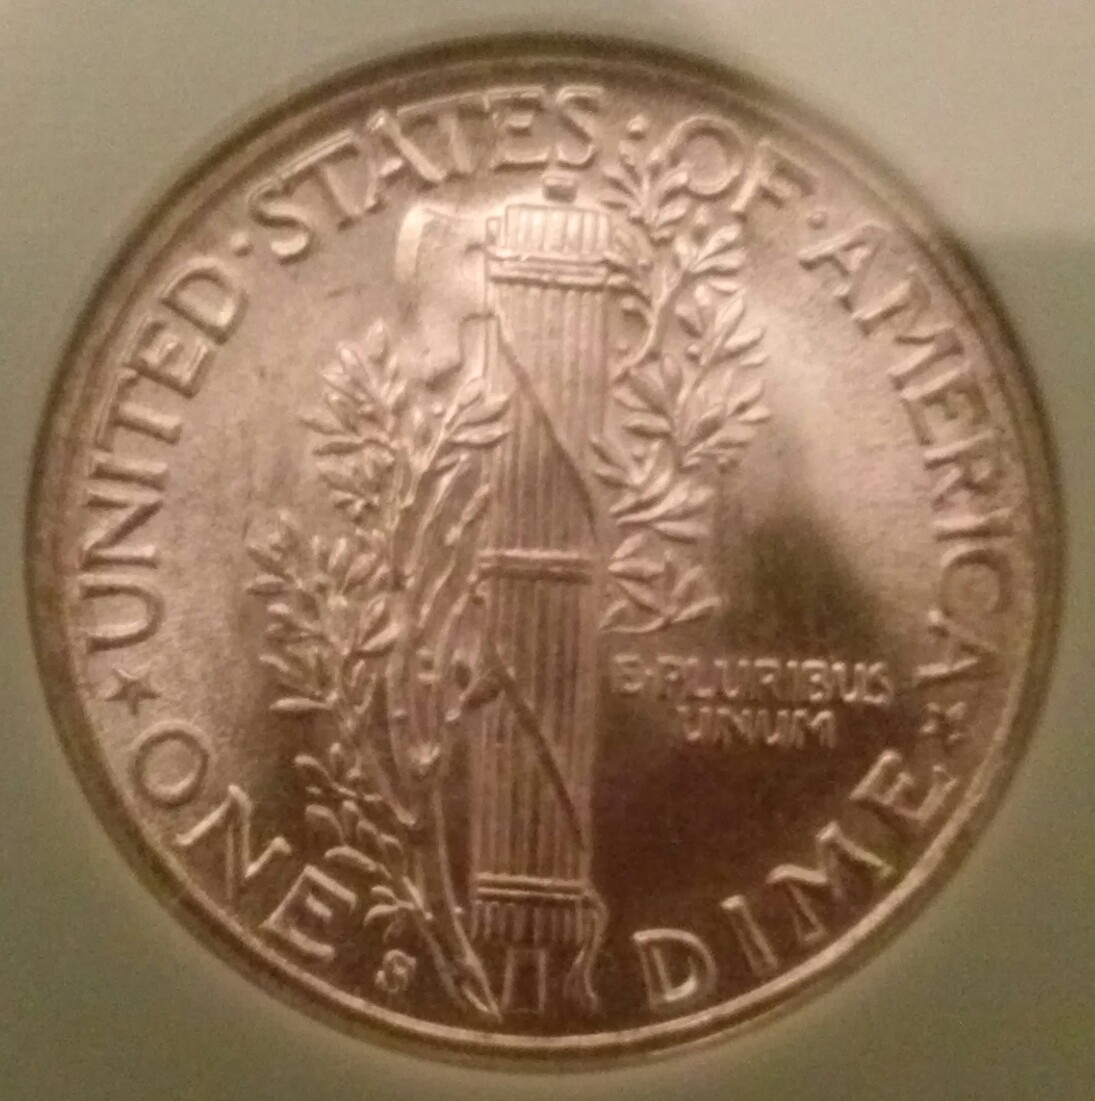 UNITED·STATES·OF·AMERICA
E·PLURIBUS
UNUM
ONE DIME
S